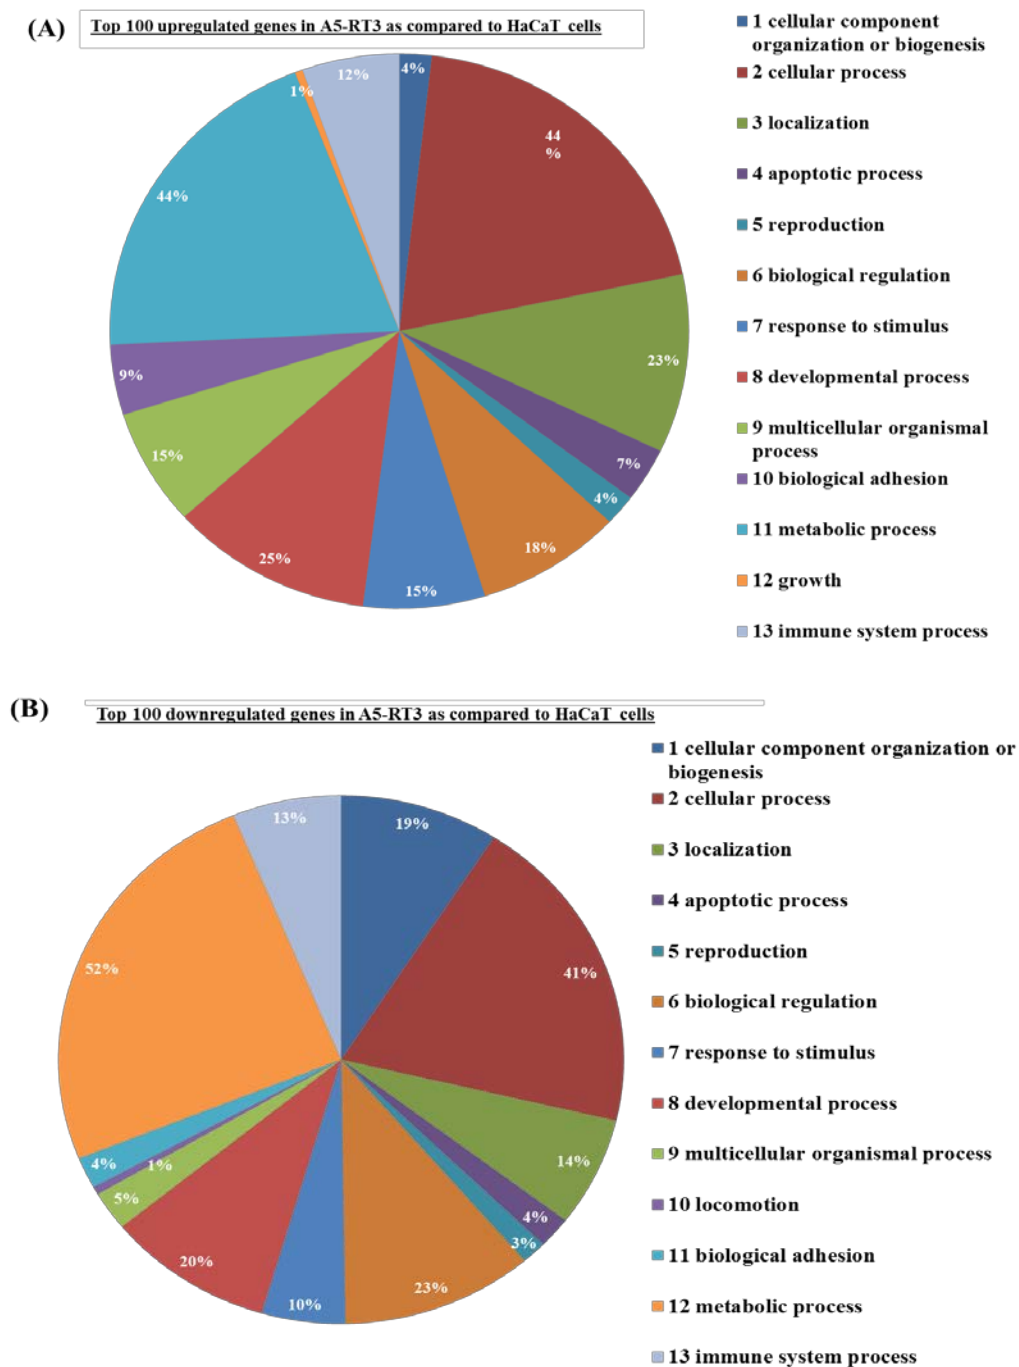 (A)
Top 100 upregulated genes in A5-RT3 as compared to HaCaT cells
4%
44
%
23%
7%
4%
18%
15%
25%
15%
9%
44%
1%
12%
1 cellular component
organization or biogenesis
2 cellular process
3 localization
4 apoptotic process
5 reproduction
6 biological regulation
7 response to stimulus
8 developmental process
9 multicellular organismal
process
10 biological adhesion
11 metabolic process
12 growth
13 immune system process
(B)
Top 100 downregulated genes in A5-RT3 as compared to HaCaT cells
19%
41%
14%
4%
3%
23%
10%
20%
5%
1%
4%
52%
13%
1 cellular component organization or
biogenesis
2 cellular process
3 localization
4 apoptotic process
5 reproduction
6 biological regulation
7 response to stimulus
8 developmental process
9 multicellular organismal process
10 locomotion
11 biological adhesion
12 metabolic process
13 immune system process